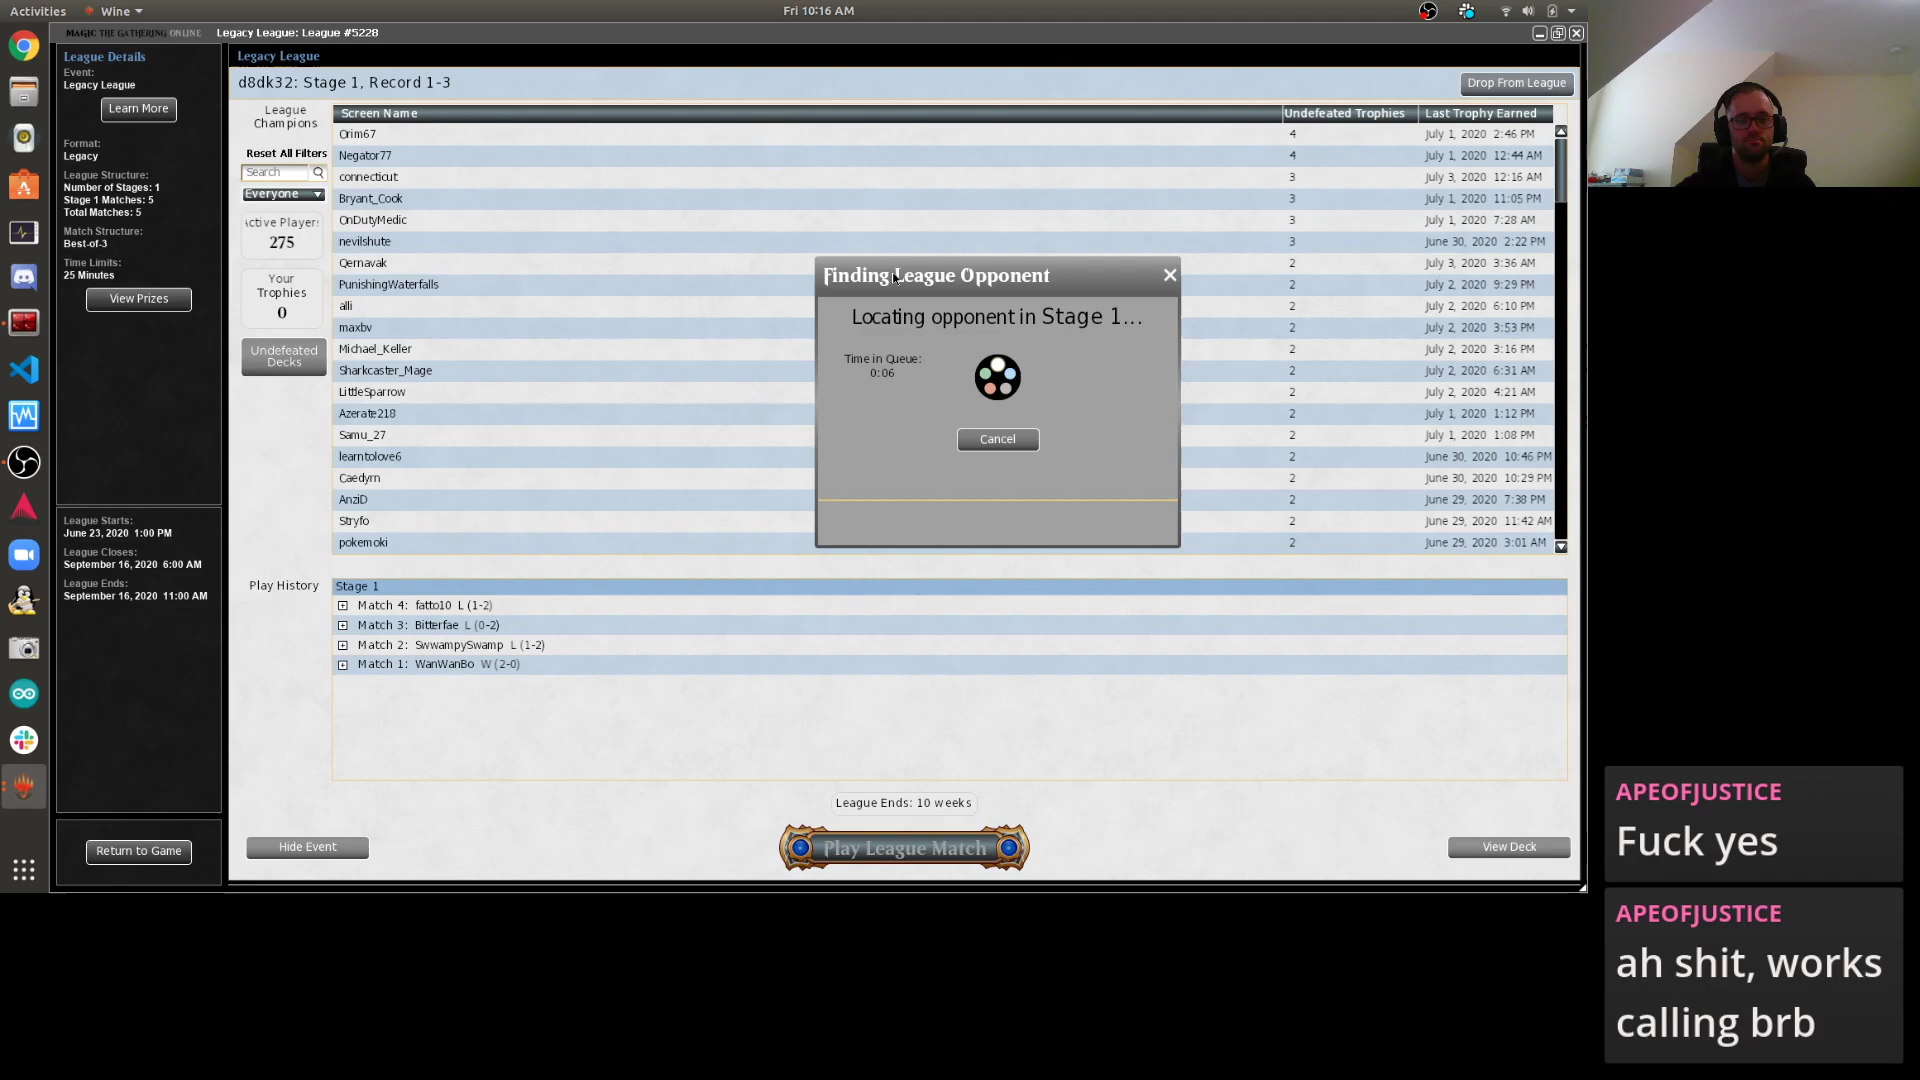 Activities
Wine
Fri 10:16 AM
MAGIC THE GATHERING ONLINE
Legacy League: League #5228
League Details
Event:
Legacy League
Learn More
Format:
Legacy
League Structure:
Number of Stages: 1
Stage 1 Matches: 5
Total Matches: 5
Match Structure:
Best-of-3
Time Limits:
25 Minutes
View Prizes
League Starts:
June 23, 2020 1:00 PM
League Closes:
September 16, 2020 6:00 AM
League Ends:
September 16, 2020 11:00 AM
Return to Game
Legacy League
d8dk32: Stage 1, Record 1-3
Drop From League
League
Champions
Reset All Filters
Search
Everyone
Active Players
275
Your
Trophies
0
Undefeated
Decks
Screen Name Undefeated Trophies Last Trophy Earned
Orim67 4 July 1, 2020 2:46 PM
Negator77 4 July 1, 2020 12:44 AM
connecticut 3 July 3, 2020 12:16 AM
Bryant_Cook 3 July 1, 2020 11:05 PM
OnDutyMedic 3 July 1, 2020 7:28 AM
nevilshute 3 June 30, 2020 2:22 PM
Qernavak 2 July 3, 2020 3:36 AM
PunishingWaterfalls 2 July 2, 2020 9:29 PM
alli 2 July 2, 2020 6:10 PM
maxbv 2 July 2, 2020 3:53 PM
Michael_Keller 2 July 2, 2020 3:16 PM
Sharkcaster_Mage 2 July 2, 2020 6:31 AM
LittleSparrow 2 July 2, 2020 4:21 AM
Azerate218 2 July 1, 2020 1:12 PM
Samu_27 2 July 1, 2020 1:08 PM
learntolove6 2 June 30, 2020 10:46 PM
Caedyrn 2 June 30, 2020 10:29 PM
AnziD 2 June 29, 2020 7:38 PM
Stryfo 2 June 29, 2020 11:42 AM
pokemoki 2 June 29, 2020 3:01 AM
Finding League Opponent
Locating opponent in Stage 1...
Time in Queue:
0:06
Cancel
Play History
Stage 1
Match 4: fatto10 L (1-2)
Match 3: Bitterfae L (0-2)
Match 2: SwwampySwamp L (1-2)
Match 1: WanWanBo W (2-0)
League Ends: 10 weeks
Hide Event
Play League Match
View Deck
APEOFJUSTICE
Fuck yes
APEOFJUSTICE
ah shit, works
calling brb